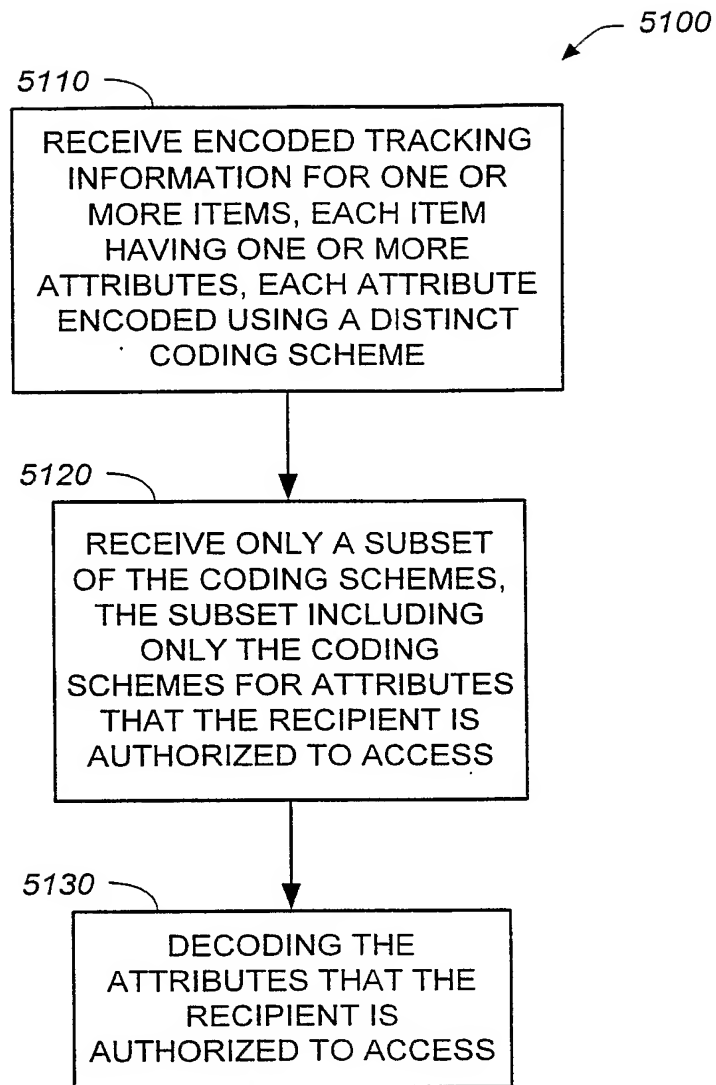 5100
5110
RECEIVE ENCODED TRACKING
INFORMATION FOR ONE OR
MORE ITEMS, EACH ITEM
HAVING ONE OR MORE
ATTRIBUTES, EACH ATTRIBUTE
ENCODED USING A DISTINCT
CODING SCHEME
5120
RECEIVE ONLY A SUBSET
OF THE CODING SCHEMES,
THE SUBSET INCLUDING
ONLY THE CODING
SCHEMES FOR ATTRIBUTES
THAT THE RECIPIENT IS
AUTHORIZED TO ACCESS
5130
DECODING THE
ATTRIBUTES THAT THE
RECIPIENT IS
AUTHORIZED TO ACCESS